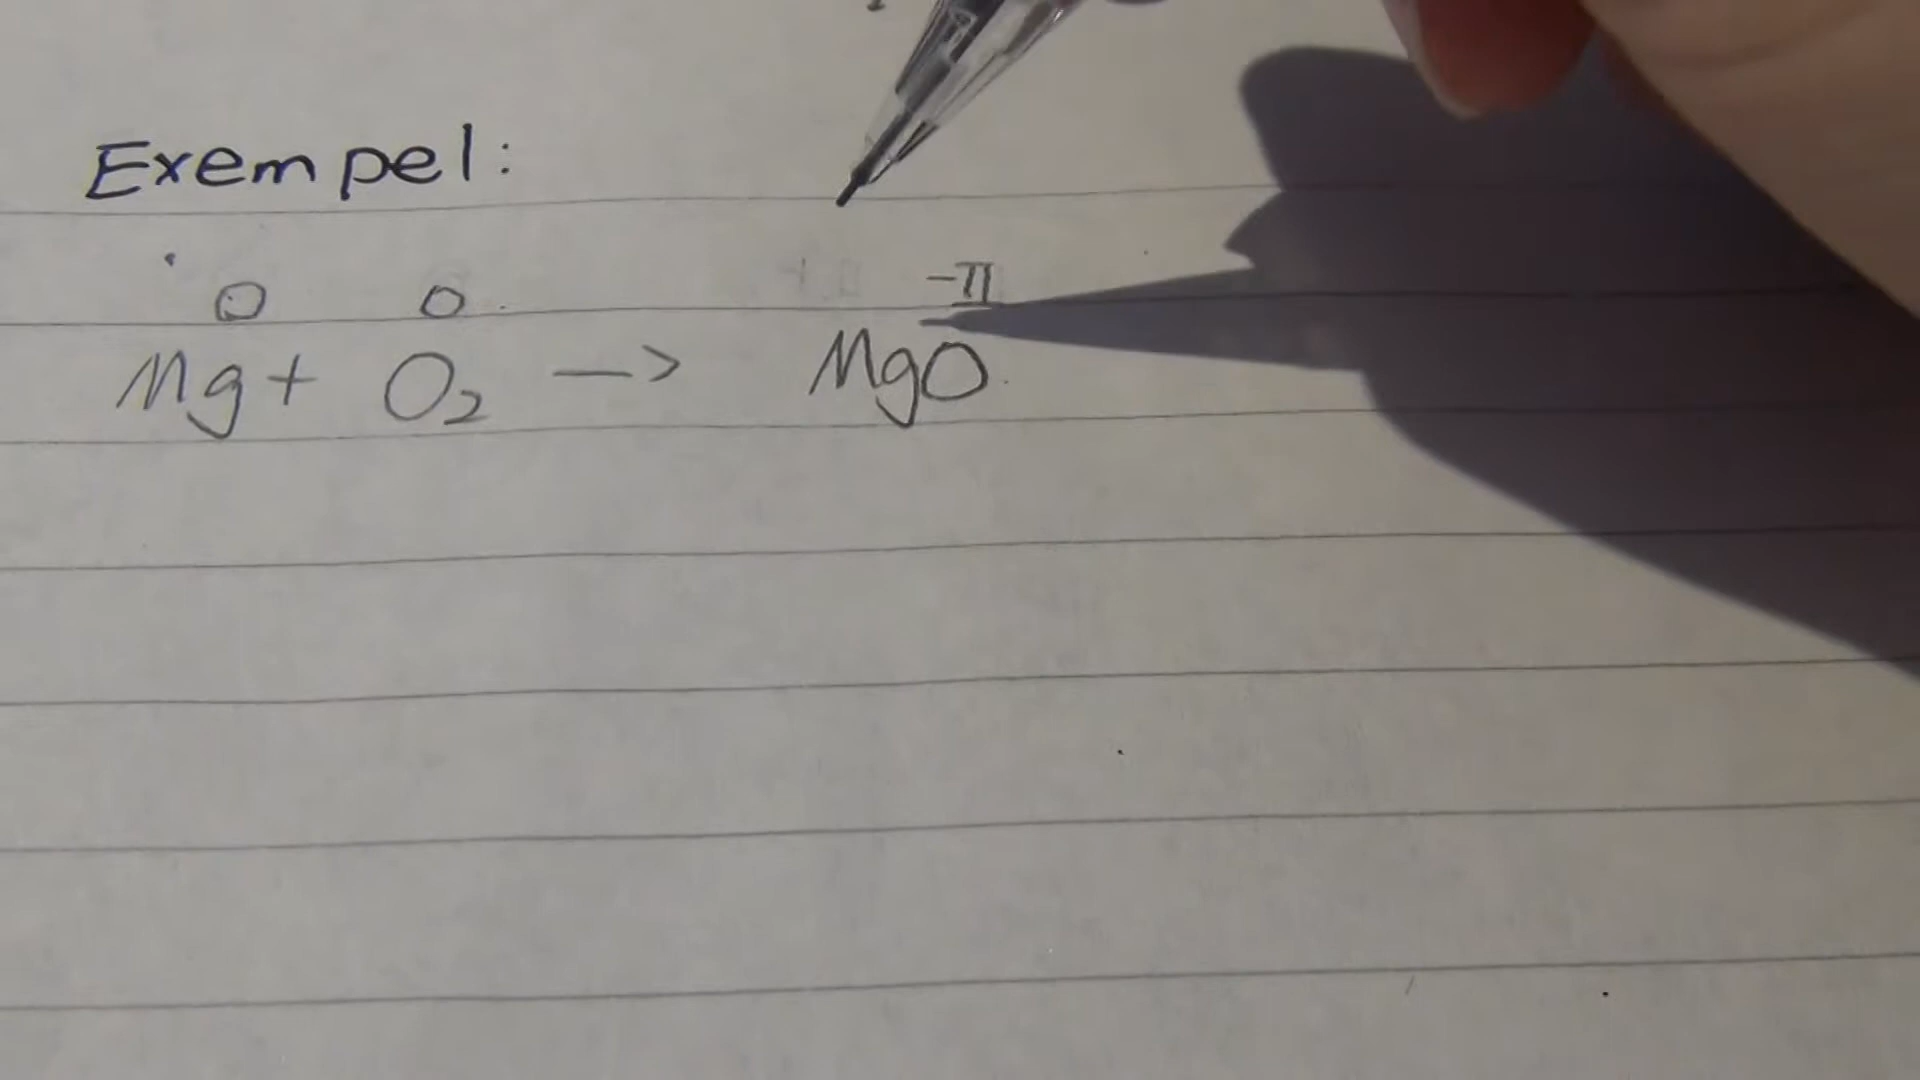 Exempel:
0 0 -II
Mg + O₂ —> MgO